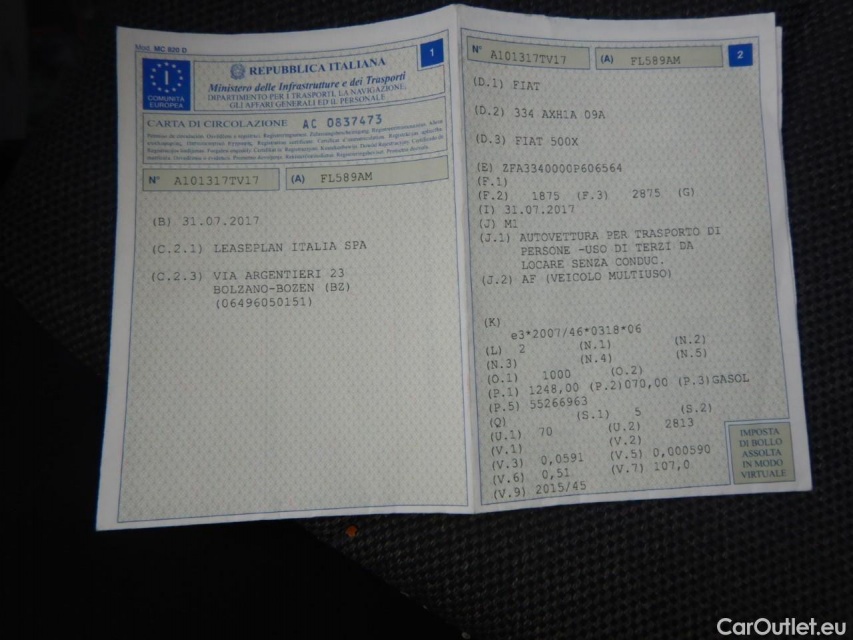 Mod. MC 820 D
1
I
COMUNITÀ
EUROPEA
REPUBBLICA ITALIANA
Ministero delle Infrastrutture e dei Trasporti
DIPARTIMENTO PER I TRASPORTI, LA NAVIGAZIONE,
GLI AFFARI GENERALI ED IL PERSONALE
CARTA DI CIRCOLAZIONE AC 0837473
N° A101317TV17 (A) FL589AM
(B) 31.07.2017
(C.2.1) LEASEPLAN ITALIA SPA
(C.2.3) VIA ARGENTIERI 23
BOLZANO-BOZEN (BZ)
(06496050151)
N° A101317TV17 (A) FL589AM 2
(D.1) FIAT
(D.2) 334 AXH1A 09A
(D.3) FIAT 500X
(E) ZFA3340000P606564
(F.1)
(F.2) 1875 (F.3) 2875 (G)
(I) 31.07.2017
(J) M1
(J.1) AUTOVETTURA PER TRASPORTO DI
PERSONE -USO DI TERZI DA
LOCARE SENZA CONDUC.
(J.2) AF (VEICOLO MULTIUSO)
(K)
e3*2007/46*0318*06
(L) 2 (N.1) (N.2)
(N.3) (N.4) (N.5)
(O.1) 1000 (O.2)
(P.1) 1248,00 (P.2)070,00 (P.3)GASOL
(P.5) 55266963
(Q) (S.1) 5 (S.2)
(U.1) 70 (U.2) 2813
(V.1) (V.2)
(V.3) 0,0591 (V.5) 0,000590
(V.6) 0,51 (V.7) 107,0
(V.9) 2015/45
IMPOSTA
DI BOLLO
ASSOLTA
IN MODO
VIRTUALE
CarOutlet.eu